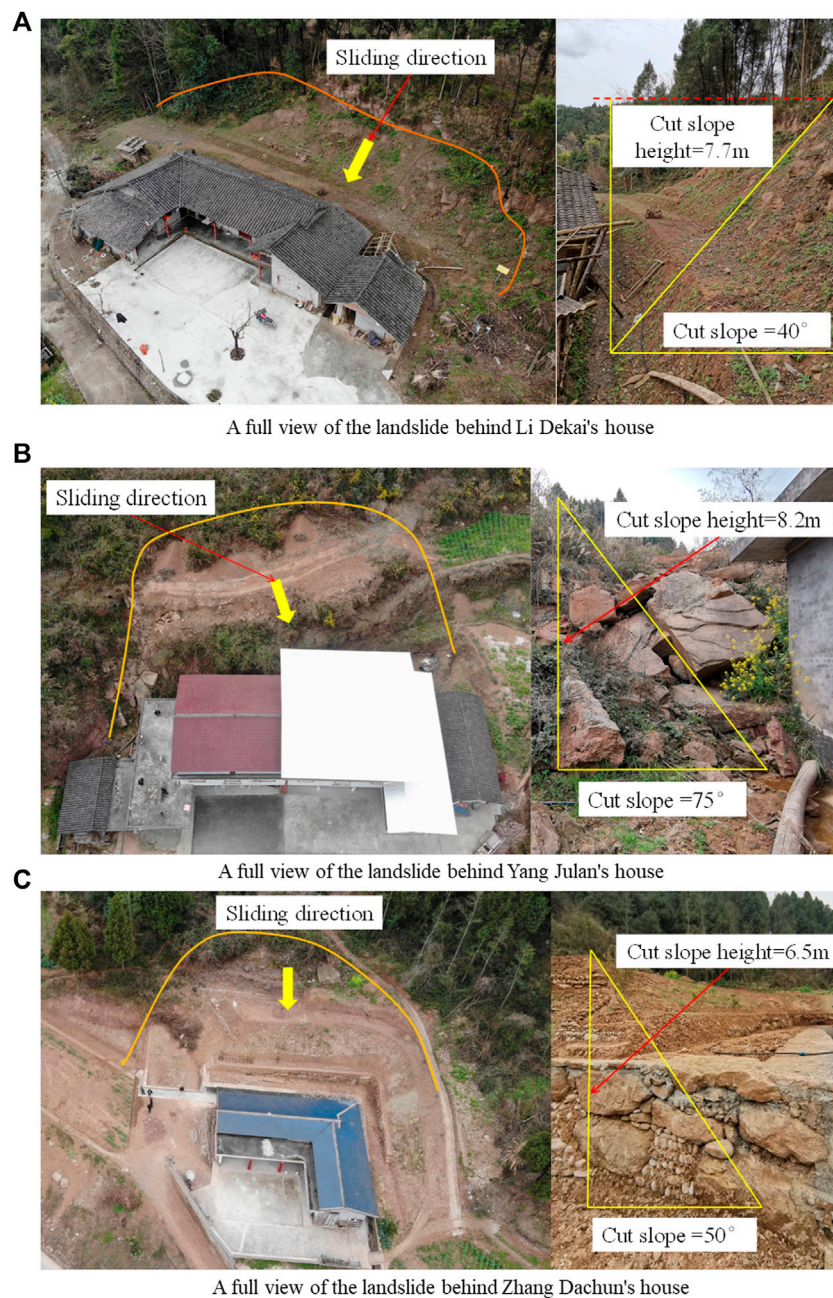 A
Sliding direction
Cut slope
height=7.7m
Cut slope =40°
A full view of the landslide behind Li Dekai's house
B
Sliding direction
Cut slope height=8.2m
Cut slope =75°
A full view of the landslide behind Yang Julan's house
C
Sliding direction
Cut slope height=6.5m
Cut slope =50°
A full view of the landslide behind Zhang Dachun's house